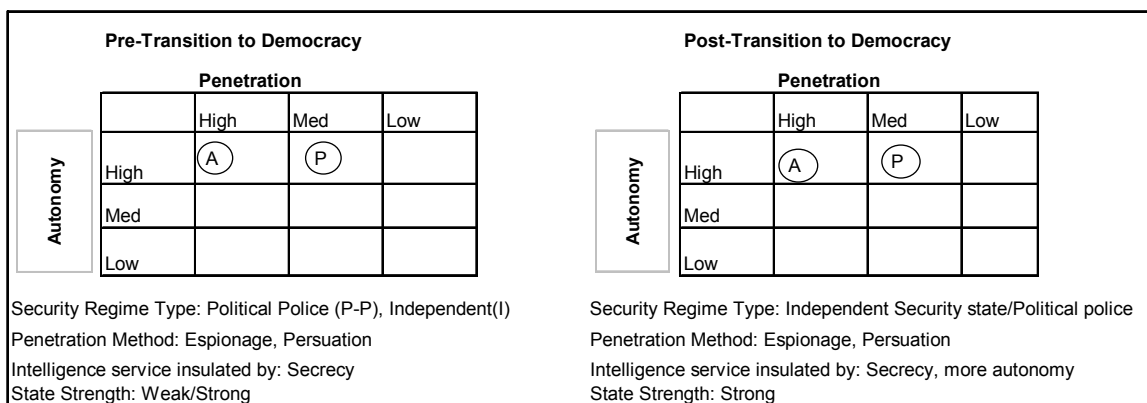 Pre-Transition to Democracy
Penetration
High Med Low
Autonomy
High A P
Med
Low
Security Regime Type: Political Police (P-P), Independent(I)
Penetration Method: Espionage, Persuation
Intelligence service insulated by: Secrecy
State Strength: Weak/Strong
Post-Transition to Democracy
Penetration
High Med Low
Autonomy
High A P
Med
Low
Security Regime Type: Independent Security state/Political police
Penetration Method: Espionage, Persuation
Intelligence service insulated by: Secrecy, more autonomy
State Strength: Strong